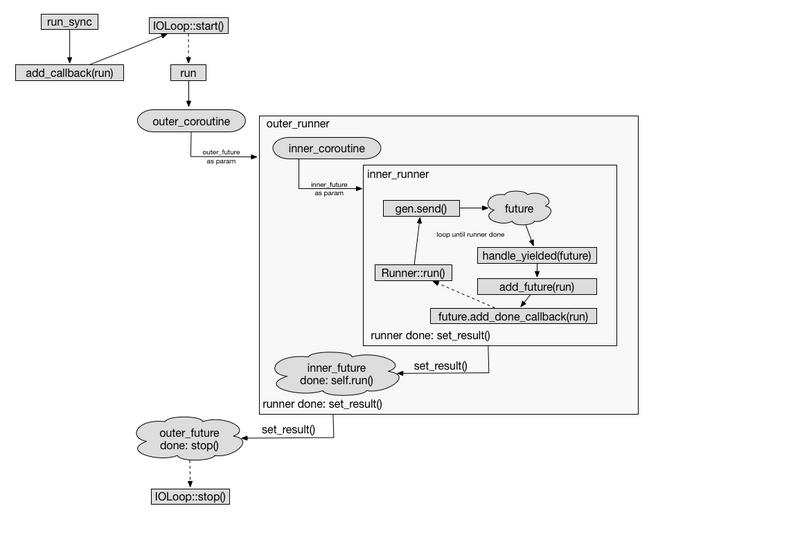 run_sync
IOLoop::start()
add_callback(run)
run
outer_coroutine
outer_future
as param
outer_runner
inner_coroutine
inner_future
as param
inner_runner
gen.send()
future
loop until runner done
handle_yielded(future)
Runner::run()
add_future(run)
future.add_done_callback(run)
runner done: set_result()
set_result()
inner_future
done: self.run()
runner done: set_result()
set_result()
outer_future
done: stop()
IOLoop::stop()